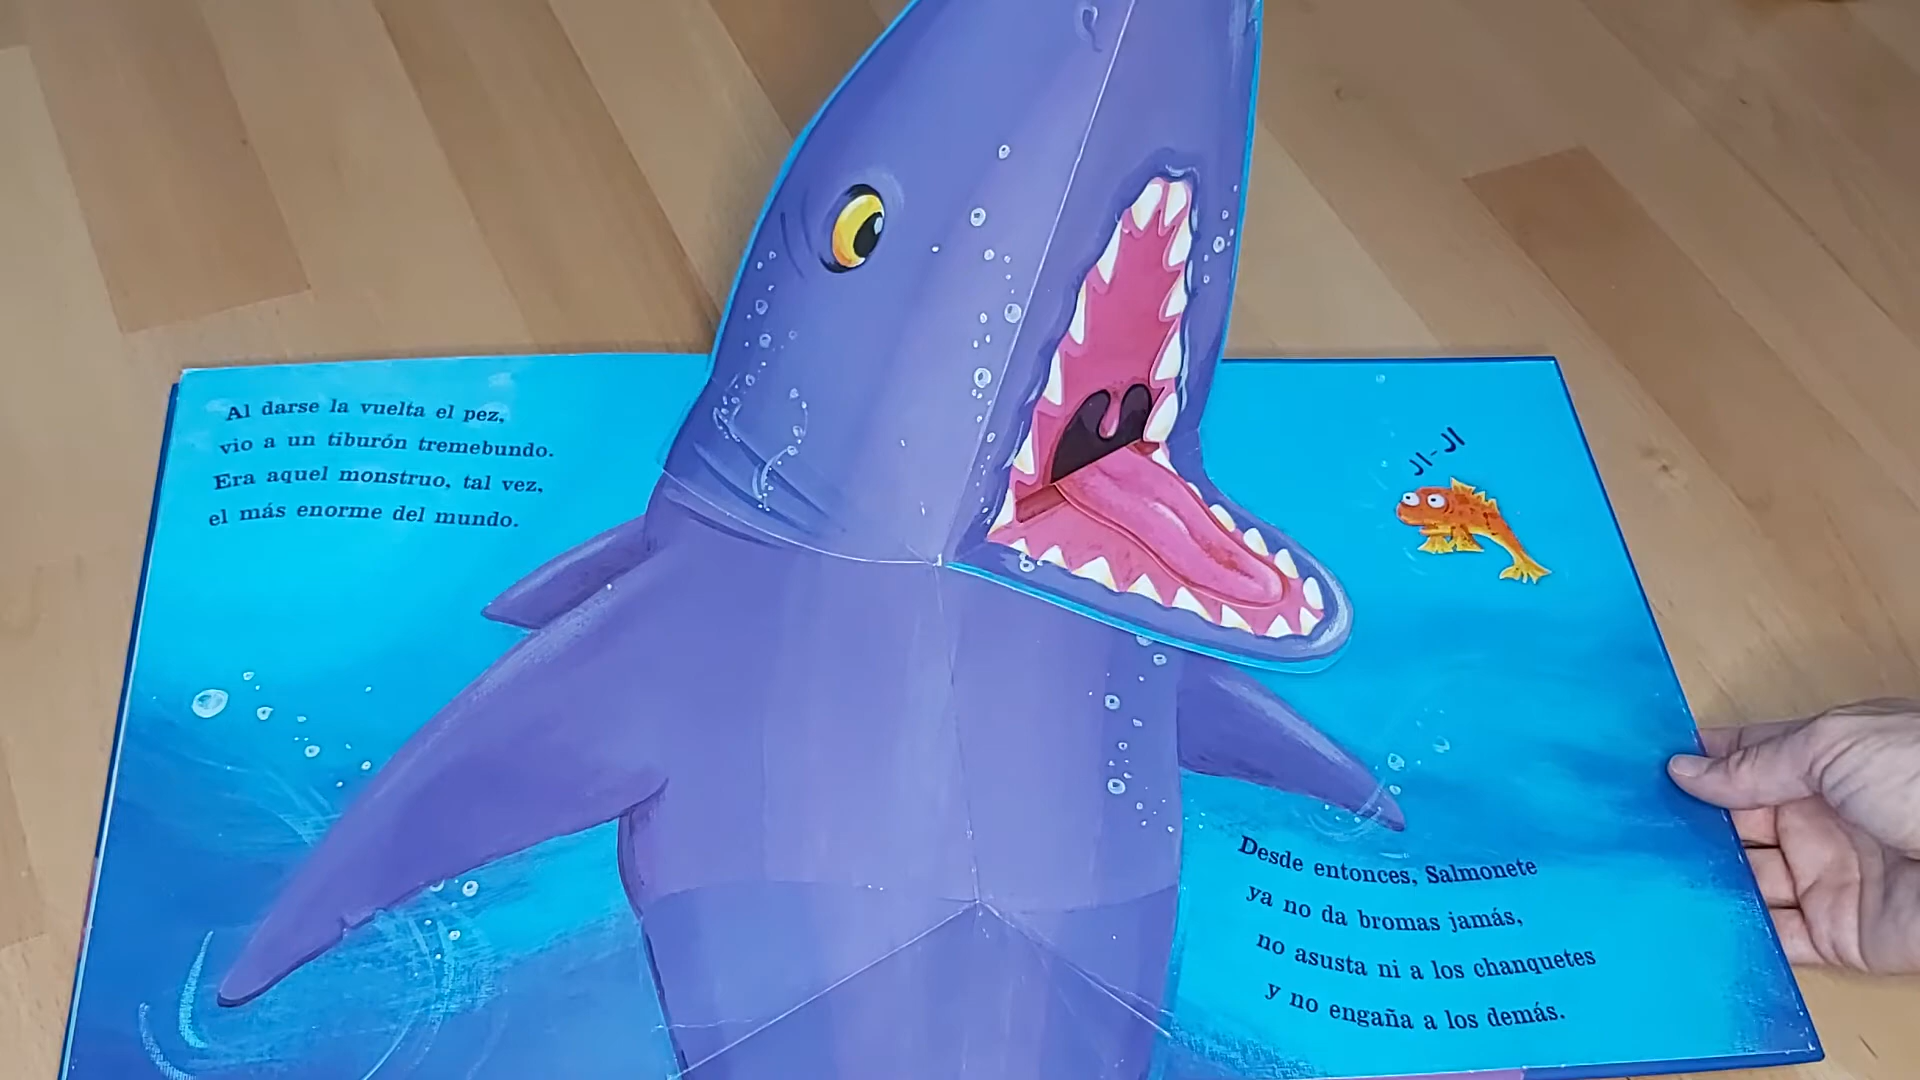 Al darse la vuelta el pez,
vio a un tiburón tremebundo.
Era aquel monstruo, tal vez,
el más enorme del mundo.
JI-JI
Desde entonces, Salmonete
ya no da bromas jamás,
no asusta ni a los chanquetes
y no engaña a los demás.